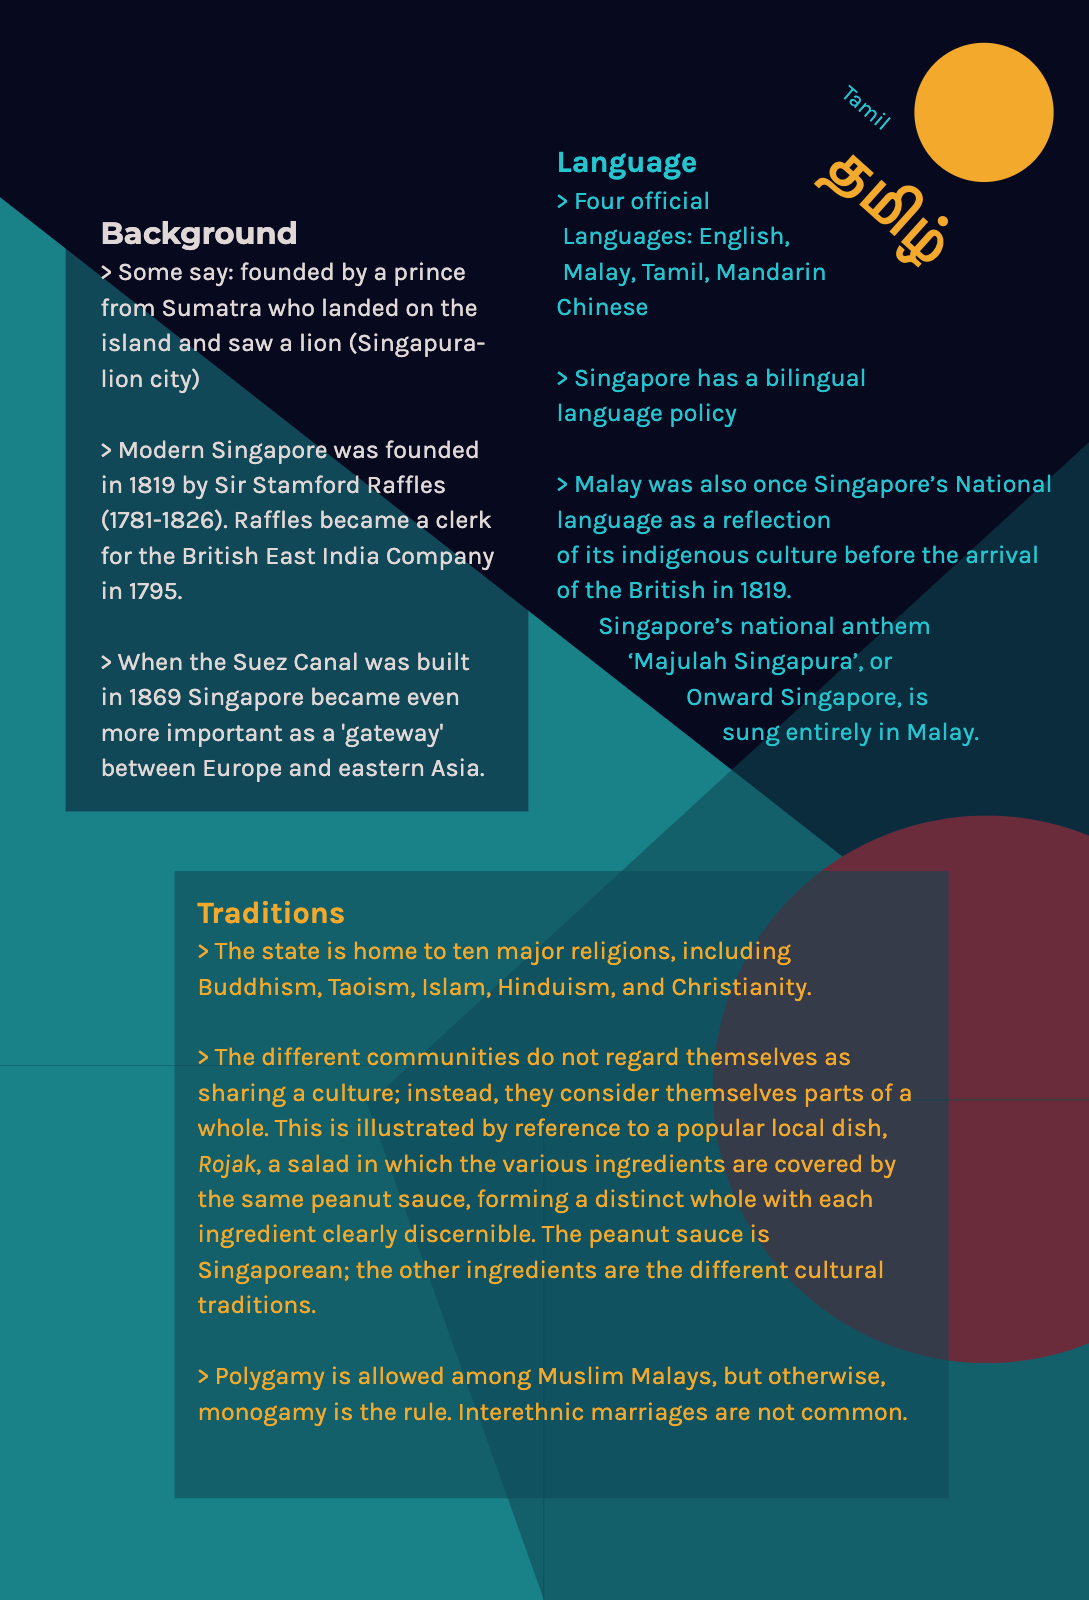 Background
> Some say: founded by a prince
from Sumatra who landed on the
island and saw a lion (Singapura-
lion city)
> Modern Singapore was founded
in 1819 by Sir Stamford Raffles
(1781-1826). Raffles became a clerk
for the British East India Company
in 1795.
> When the Suez Canal was built
in 1869 Singapore became even
more important as a 'gateway'
between Europe and eastern Asia.
Tamil
தமிழ்
Language
> Four official
Languages: English,
Malay, Tamil, Mandarin
Chinese
> Singapore has a bilingual
language policy
> Malay was also once Singapore’s National
language as a reflection
of its indigenous culture before the arrival
of the British in 1819.
Singapore’s national anthem
‘Majulah Singapura’, or
Onward Singapore, is
sung entirely in Malay.
Traditions
> The state is home to ten major religions, including
Buddhism, Taoism, Islam, Hinduism, and Christianity.
> The different communities do not regard themselves as
sharing a culture; instead, they consider themselves parts of a
whole. This is illustrated by reference to a popular local dish,
Rojak, a salad in which the various ingredients are covered by
the same peanut sauce, forming a distinct whole with each
ingredient clearly discernible. The peanut sauce is
Singaporean; the other ingredients are the different cultural
traditions.
> Polygamy is allowed among Muslim Malays, but otherwise,
monogamy is the rule. Interethnic marriages are not common.